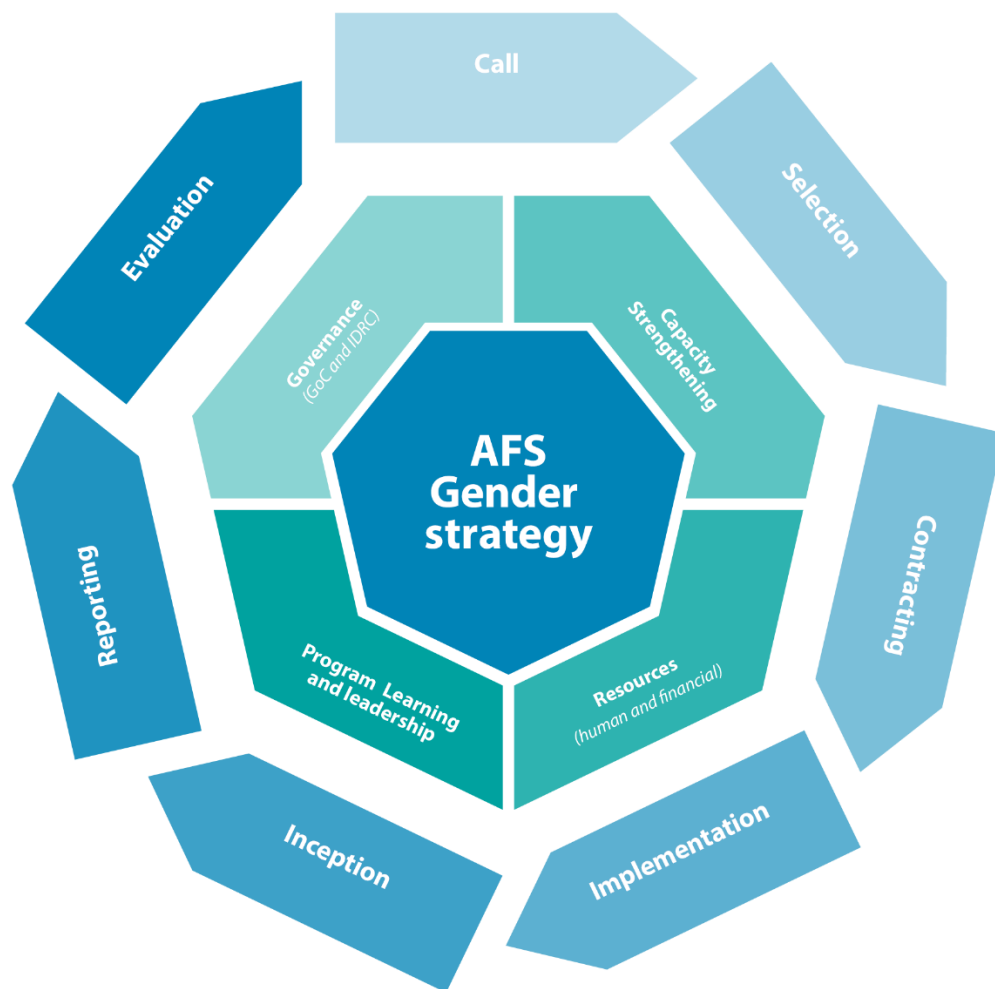 Call
Selection
Contracting
Implementation
Inception
Reporting
Evaluation
Governance
(GoC and IDRC)
Capacity
Strengthening
Resources
(human and financial)
Program Learning
and leadership
AFS
Gender
strategy